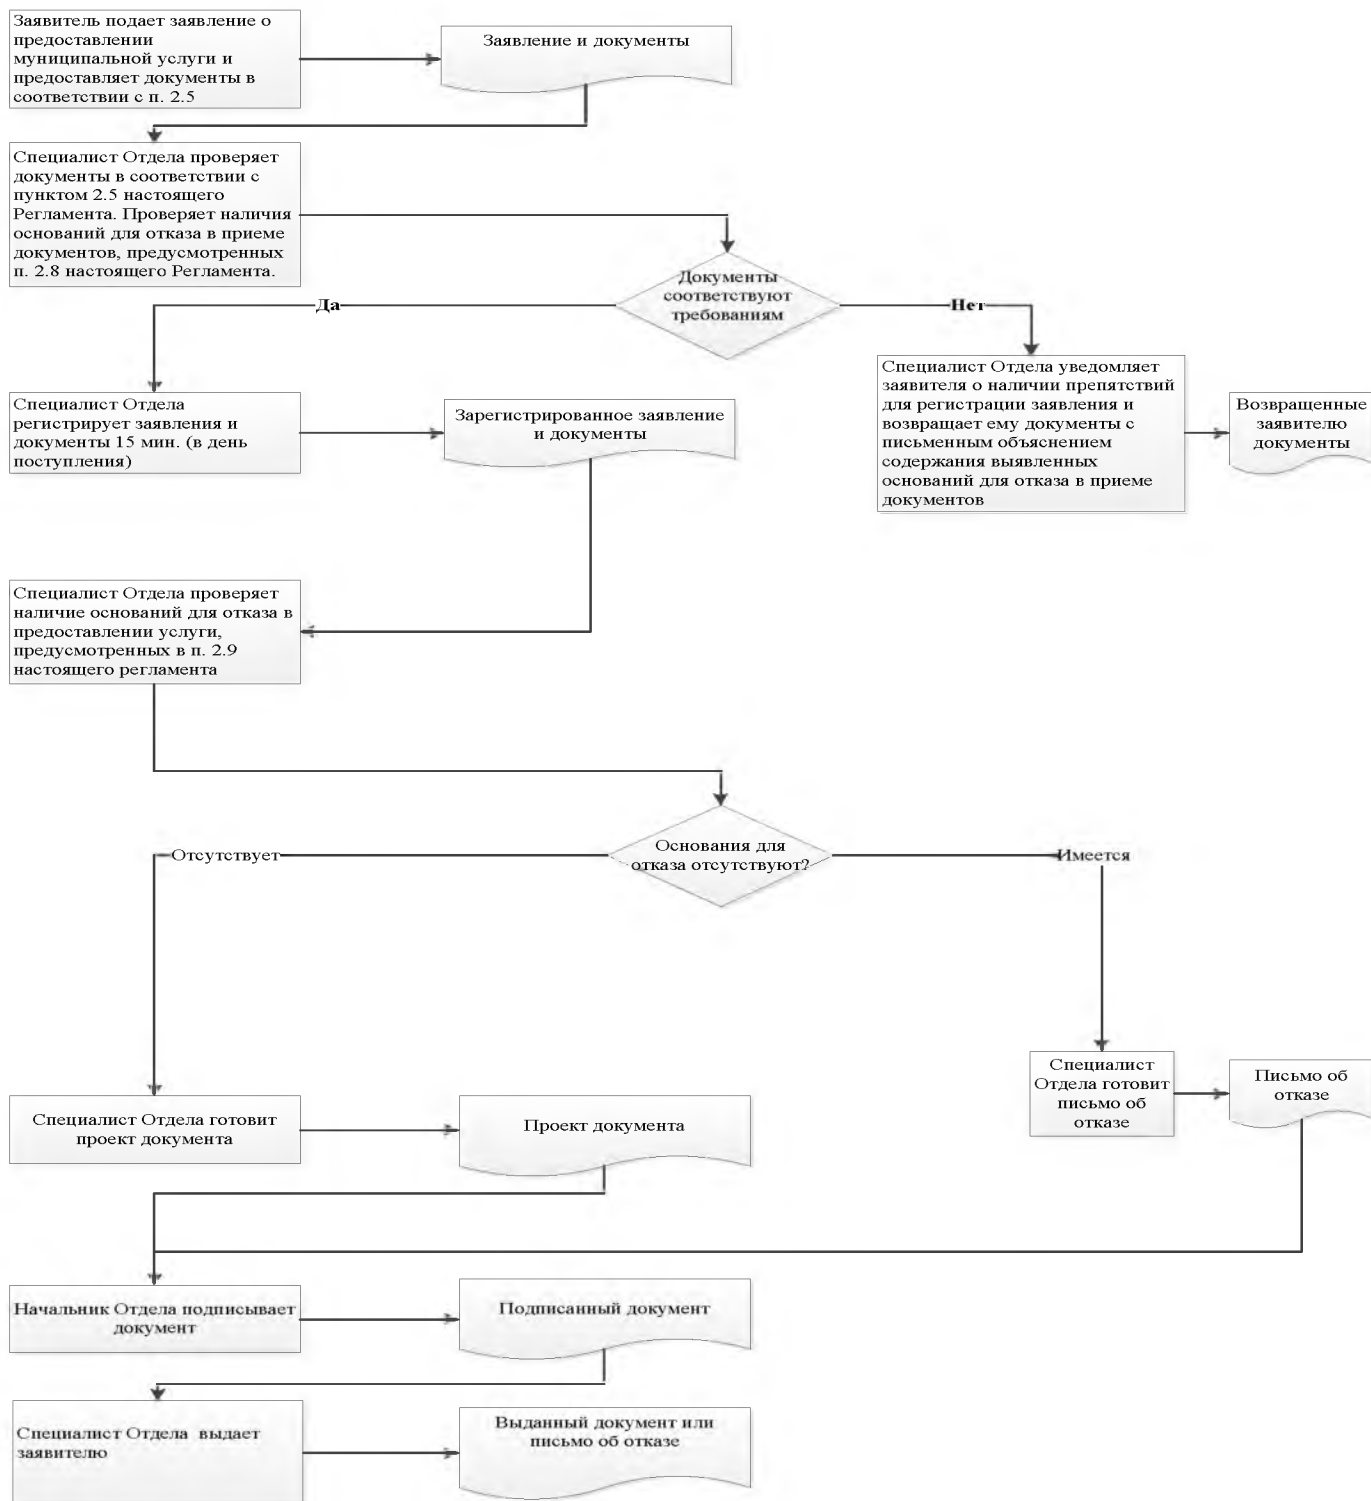 Заявитель подает заявление о
предоставлении
муниципальной услуги и
предоставляет документы в
соответствии с п. 2.5
Заявление и документы
Специалист Отдела проверяет
документы в соответствии с
пунктом 2.5 настоящего
Регламента. Проверяет наличия
оснований для отказа в приеме
документов, предусмотренных
п. 2.8 настоящего Регламента.
Документы
соответствуют
требованиям
Да
Нет
Специалист Отдела
регистрирует заявления и
документы 15 мин. (в день
поступления)
Зарегистрированное заявление
и документы
Специалист Отдела уведомляет
заявителя о наличии препятствий
для регистрации заявления и
возвращает ему документы с
письменным объяснением
содержания выявленных
оснований для отказа в приеме
документов
Возвращенные
заявителю
документы
Специалист Отдела проверяет
наличие оснований для отказа в
предоставлении услуги,
предусмотренных в п. 2.9
настоящего регламента
Основания для
отказа отсутствуют?
Отсутствует
Имеется
Специалист
Отдела готовит
письмо об
отказе
Письмо об
отказе
Специалист Отдела готовит
проект документа
Проект документа
Начальник Отдела подписывает
документ
Подписанный документ
Специалист Отдела выдает
заявителю
Выданный документ или
письмо об отказе